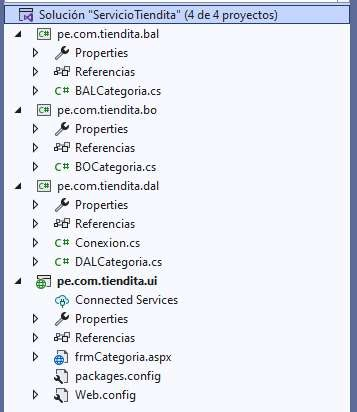 Solución "ServicioTiendita" (4 de 4 proyectos)
C# pe.com.tiendita.bal
Properties
Referencias
C# BALCategoria.cs
C# pe.com.tiendita.bo
Properties
Referencias
C# BOCategoria.cs
C# pe.com.tiendita.dal
Properties
Referencias
C# Conexion.cs
C# DALCategoria.cs
pe.com.tiendita.ui
Connected Services
Properties
Referencias
frmCategoria.aspx
packages.config
Web.config